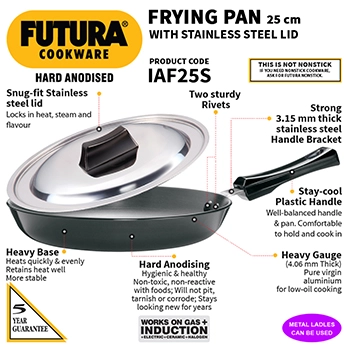 FUTURA®
COOKWARE
HARD ANODISED
FRYING PAN 25 cm
WITH STAINLESS STEEL LID
PRODUCT CODE
IAF25S
THIS IS NOT NONSTICK
IF YOU NEED NONSTICK COOKWARE,
ASK FOR FUTURA NONSTICK.
Snug-fit Stainless
steel lid
Locks in heat, steam and
flavour
Two sturdy
Rivets
Strong
3.15 mm thick
stainless steel
Handle Bracket
Stay-cool
Plastic Handle
Well-balanced handle
& pan. Comfortable
to hold and cook in
Heavy Base
Heats quickly & evenly
Retains heat well
More stable
Hard Anodising
Hygienic & healthy
Non-toxic, non-reactive
with foods; Will not pit,
tarnish or corrode; Stays
looking new for years
Heavy Gauge
(4.06 mm Thick)
Pure virgin
aluminium
for low-oil cooking
5
YEAR
GUARANTEE
WORKS ON GAS +
INDUCTION
+ELECTRIC+CERAMIC+HALOGEN
METAL LADLES
CAN BE USED